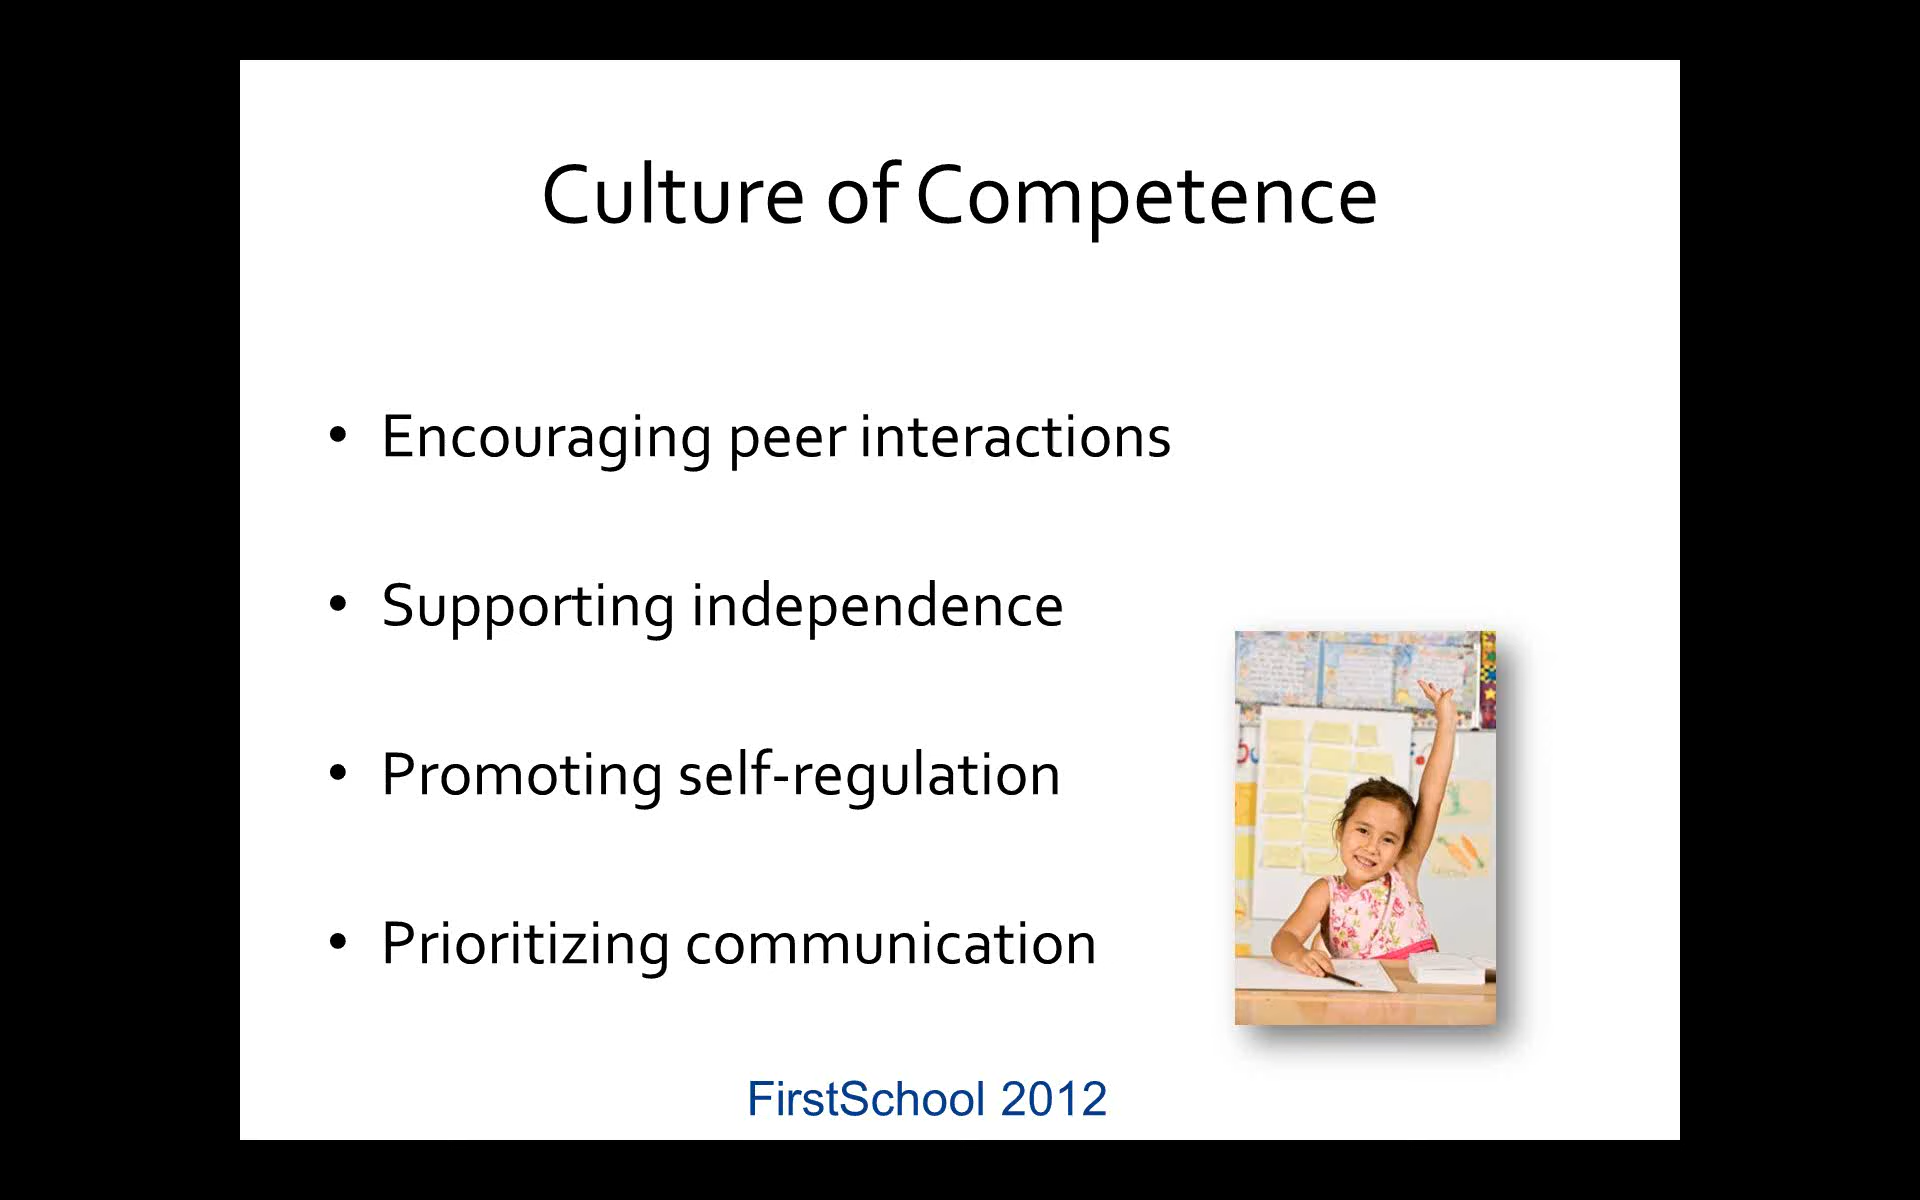 Culture of Competence
• Encouraging peer interactions
• Supporting independence
• Promoting self-regulation
• Prioritizing communication
FirstSchool 2012